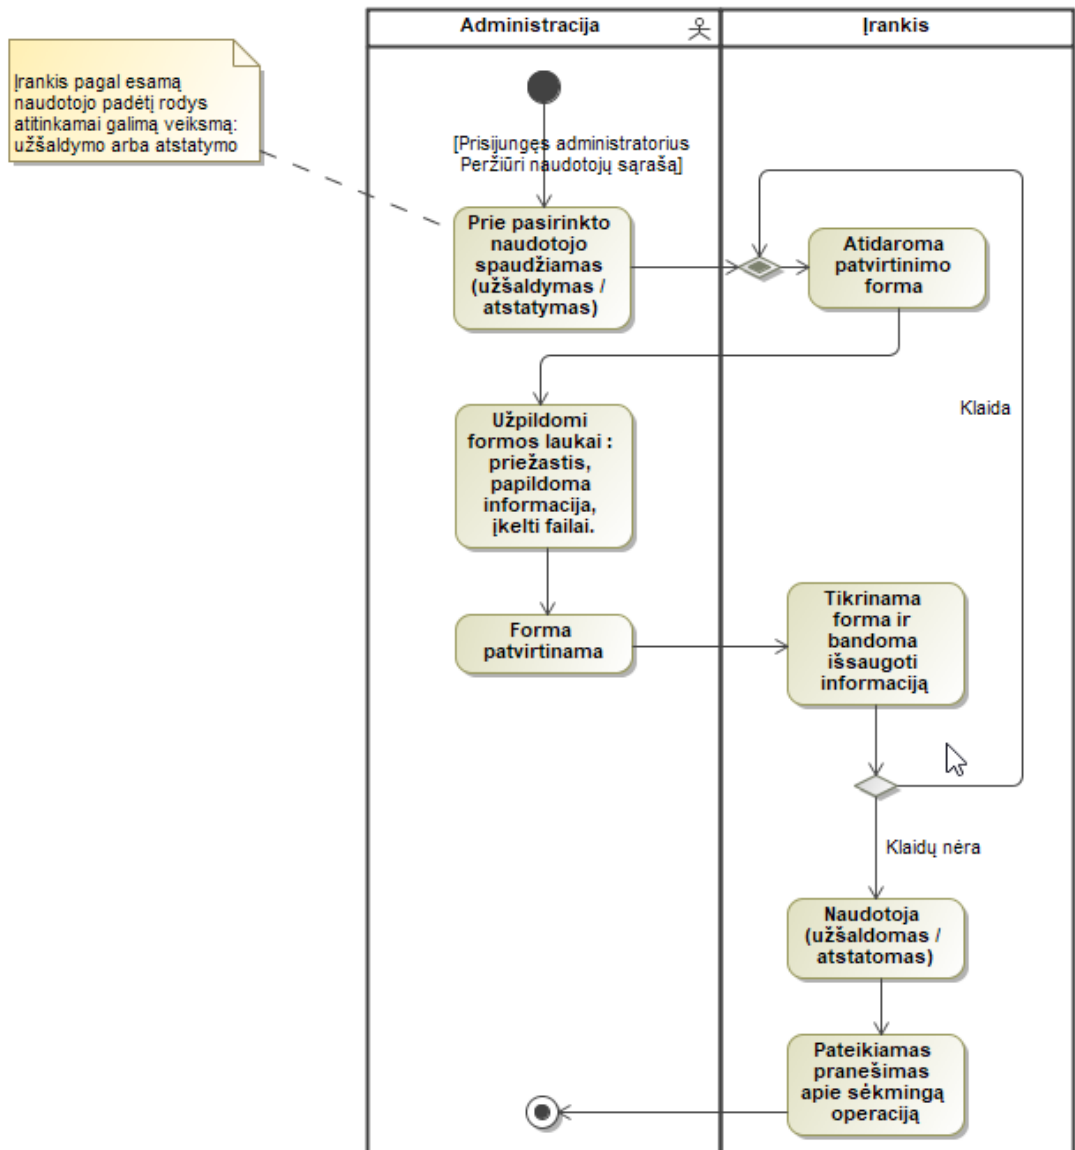 Administracija
Įrankis
Įrankis pagal esamą
naudotojo padėtį rodys
atitinkamai galimą veiksmą:
užšaldymo arba atstatymo
[Prisijungęs administratorius
Peržiūri naudotojų sąrašą]
Prie pasirinkto
naudotojo
spaudžiamas
(užšaldymas /
atstatymas)
Atidaroma
patvirtinimo
forma
Klaida
Užpildomi
formos laukai :
priežastis,
papildoma
informacija,
įkelti failai.
Forma
patvirtinama
Tikrinama
forma ir
bandoma
išsaugoti
informaciją
Klaidų nėra
Naudotoja
(užšaldomas /
atstatomas)
Pateikiamas
pranešimas
apie sėkmingą
operaciją